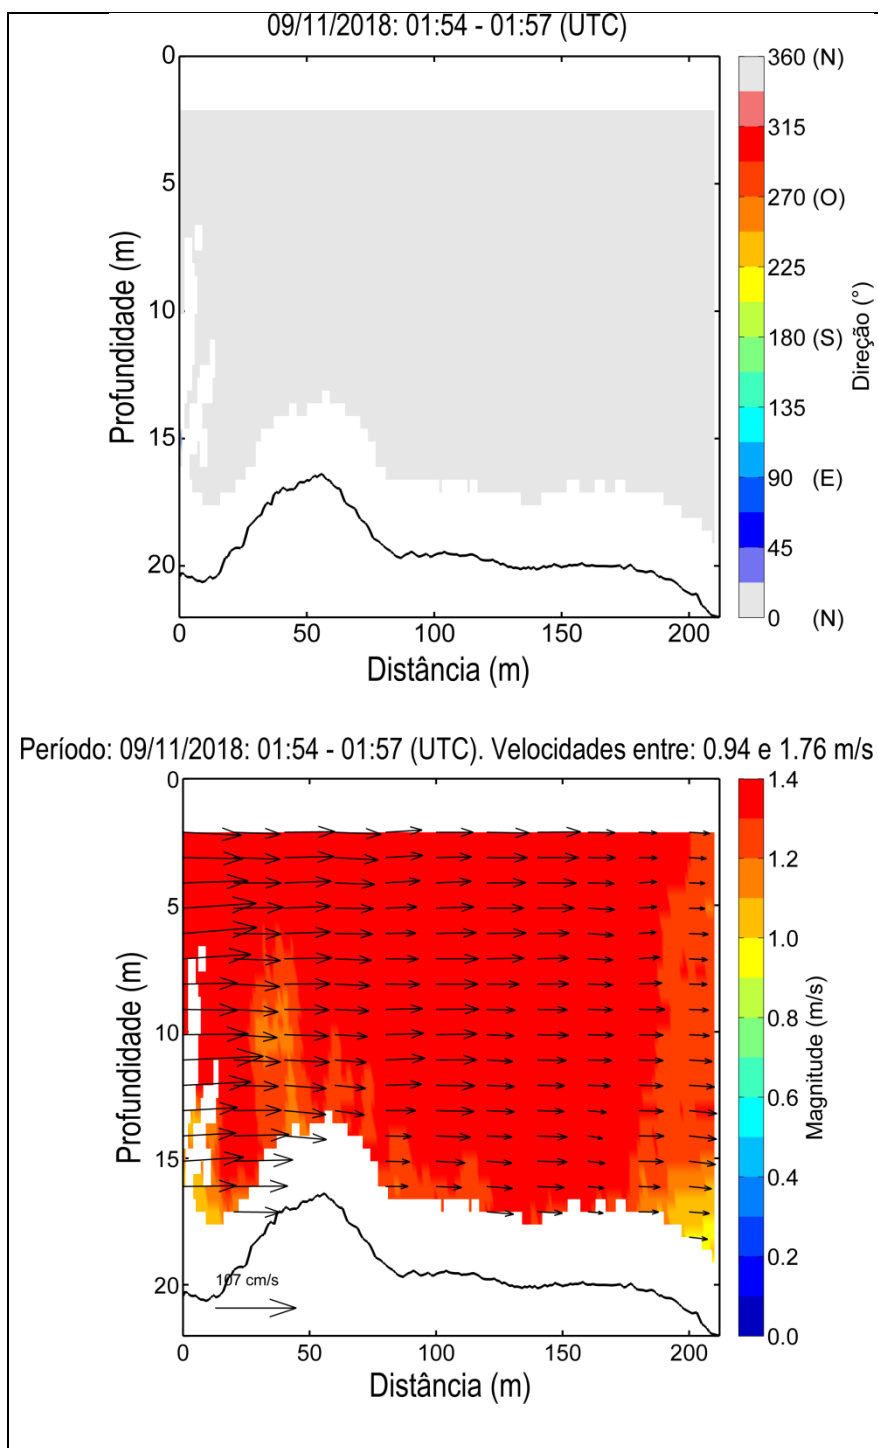 09/11/2018: 01:54 - 01:57 (UTC)
0
5
10
15
20
Profundidade (m)
0
50
100
150
200
Distância (m)
360 (N)
315
270 (O)
225
180 (S)
135
90 (E)
45
0 (N)
Direção (°)
Período: 09/11/2018: 01:54 - 01:57 (UTC). Velocidades entre: 0.94 e 1.76 m/s
0
5
10
15
20
Profundidade (m)
107 cm/s
0
50
100
150
200
Distância (m)
1.4
1.2
1.0
0.8
0.6
0.4
0.2
0.0
Magnitude (m/s)